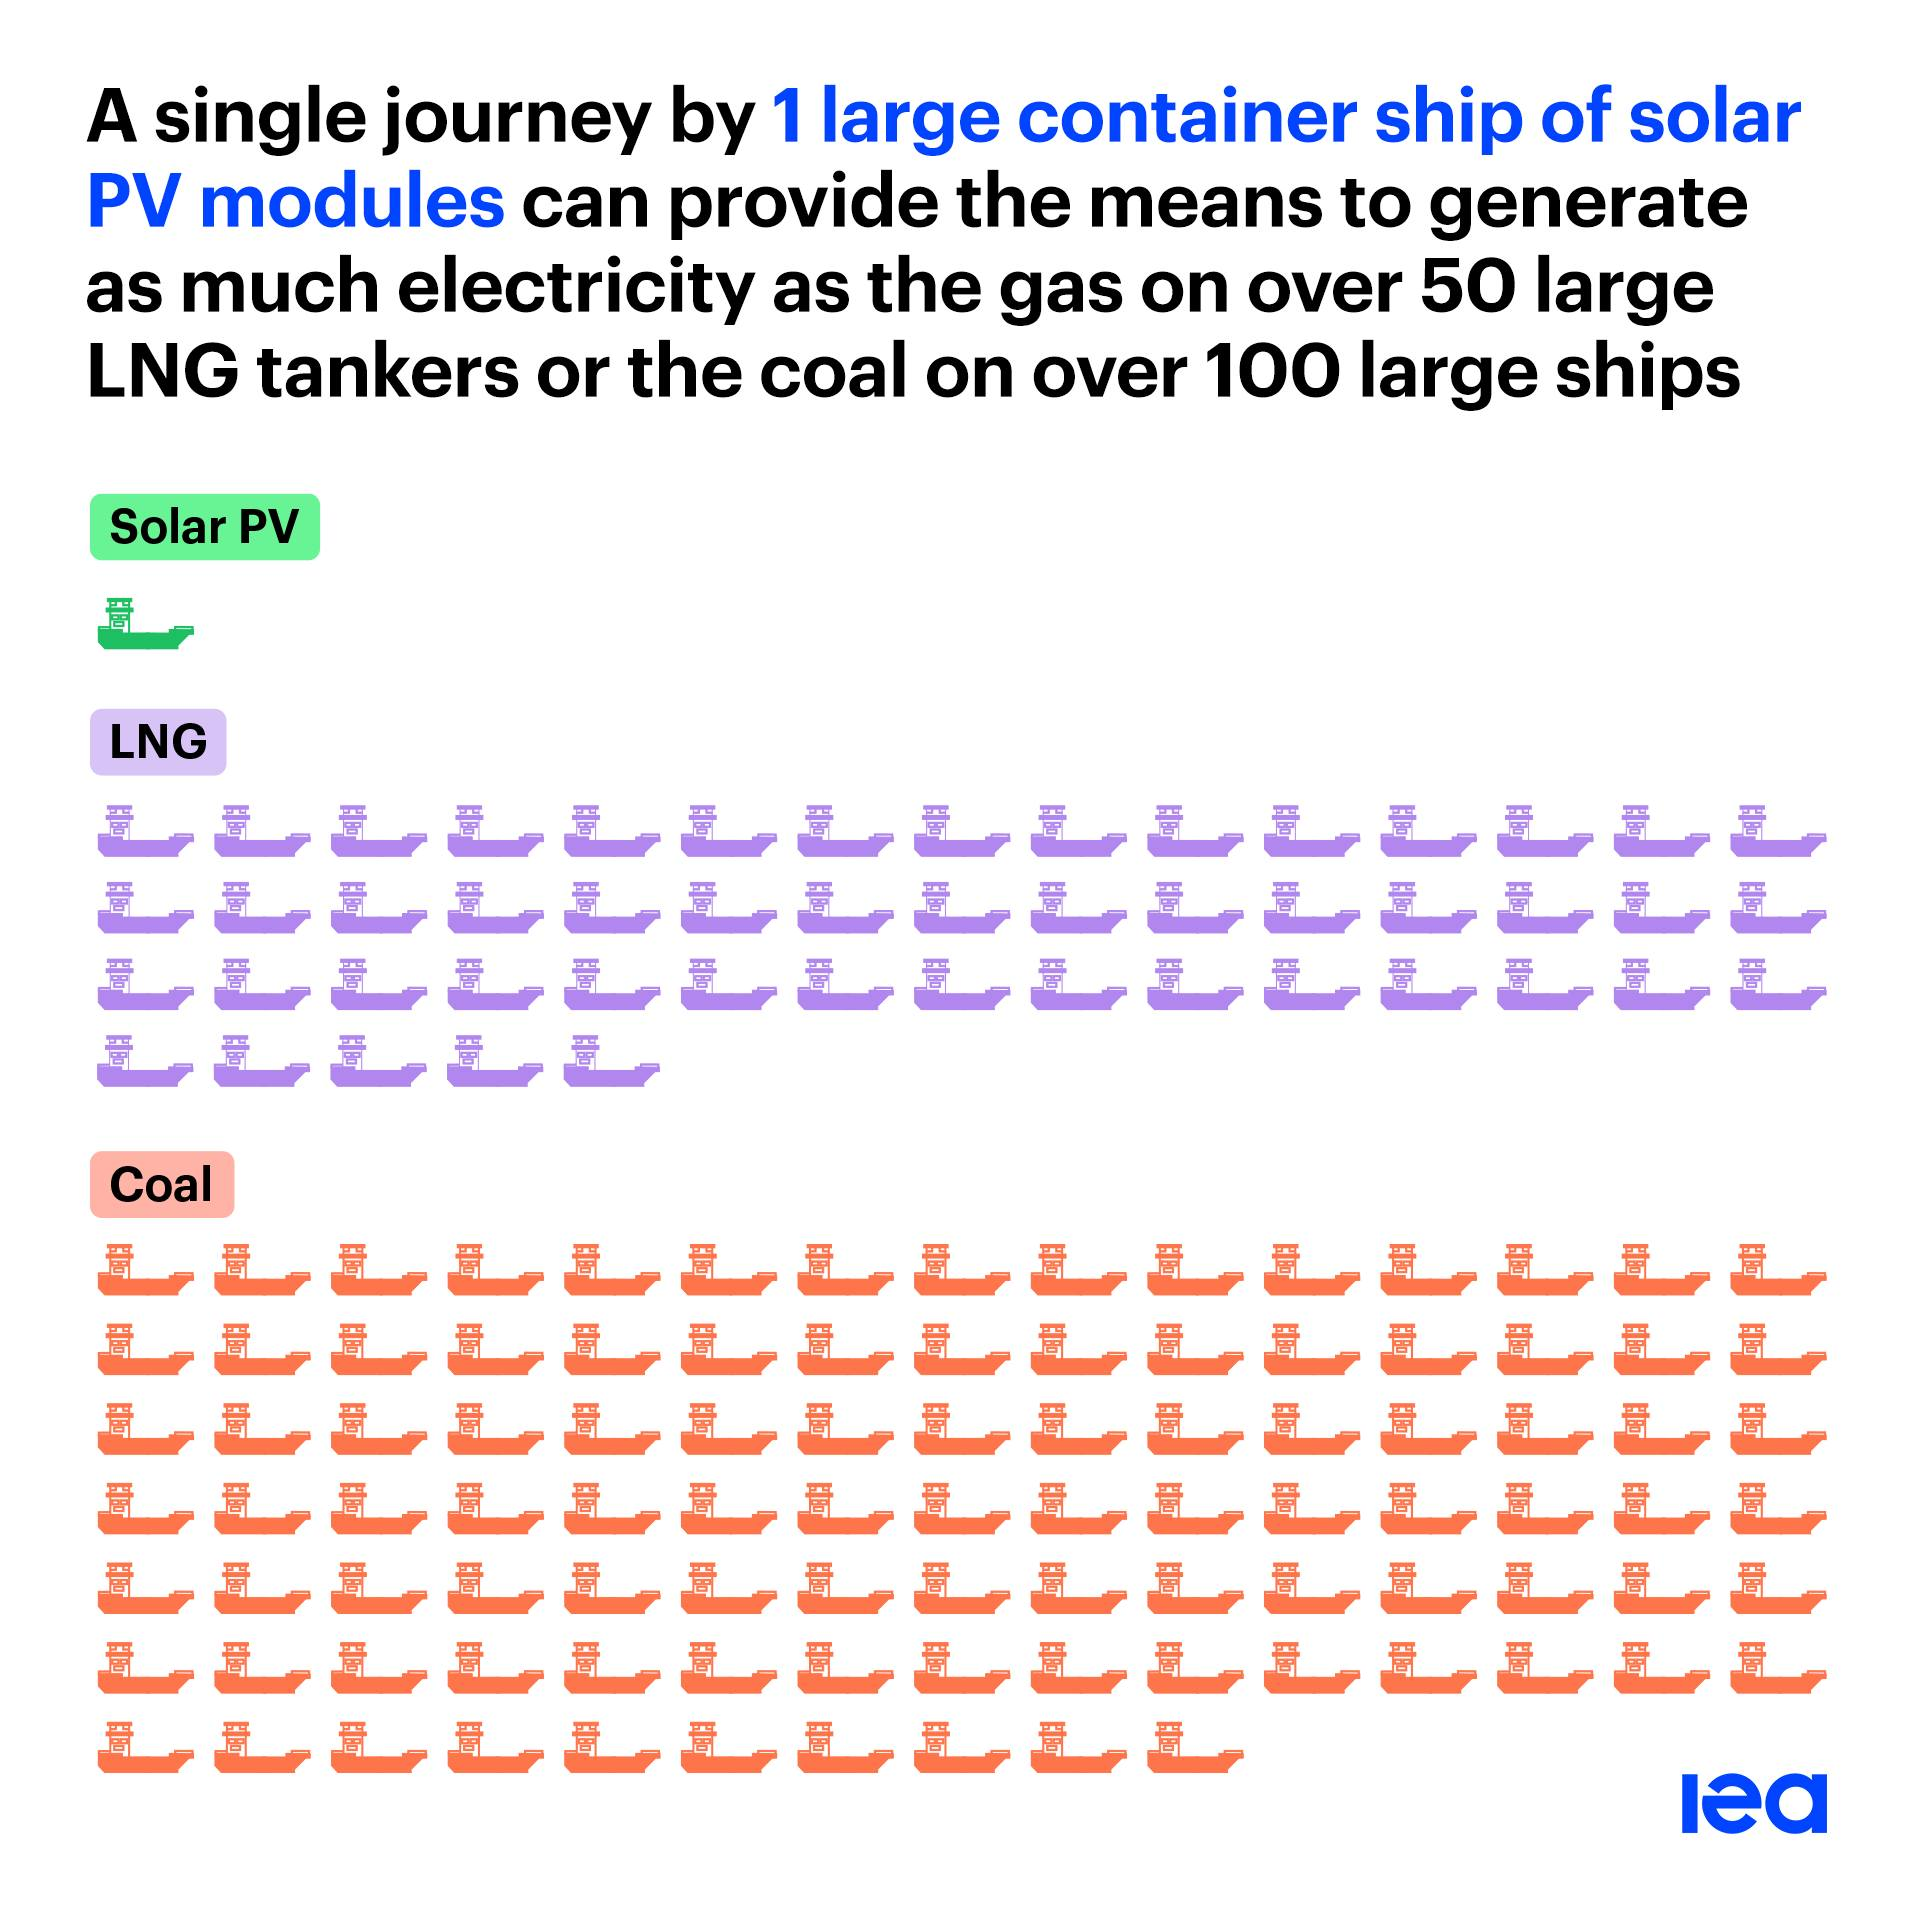 A single journey by 1 large container ship of solar
PV modules can provide the means to generate
as much electricity as the gas on over 50 large
LNG tankers or the coal on over 100 large ships
Solar PV
LNG
Coal
iea